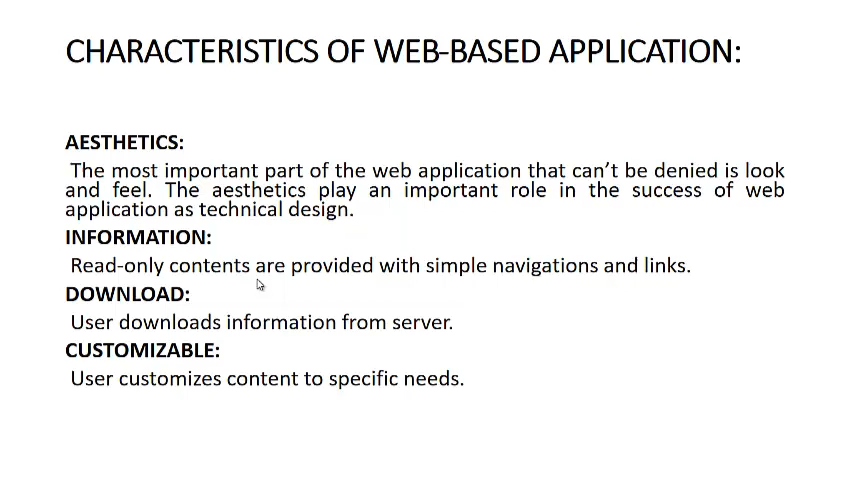 CHARACTERISTICS OF WEB-BASED APPLICATION:
AESTHETICS:
The most important part of the web application that can’t be denied is look
and feel. The aesthetics play an important role in the success of web
application as technical design.
INFORMATION:
Read-only contents are provided with simple navigations and links.
DOWNLOAD:
User downloads information from server.
CUSTOMIZABLE:
User customizes content to specific needs.